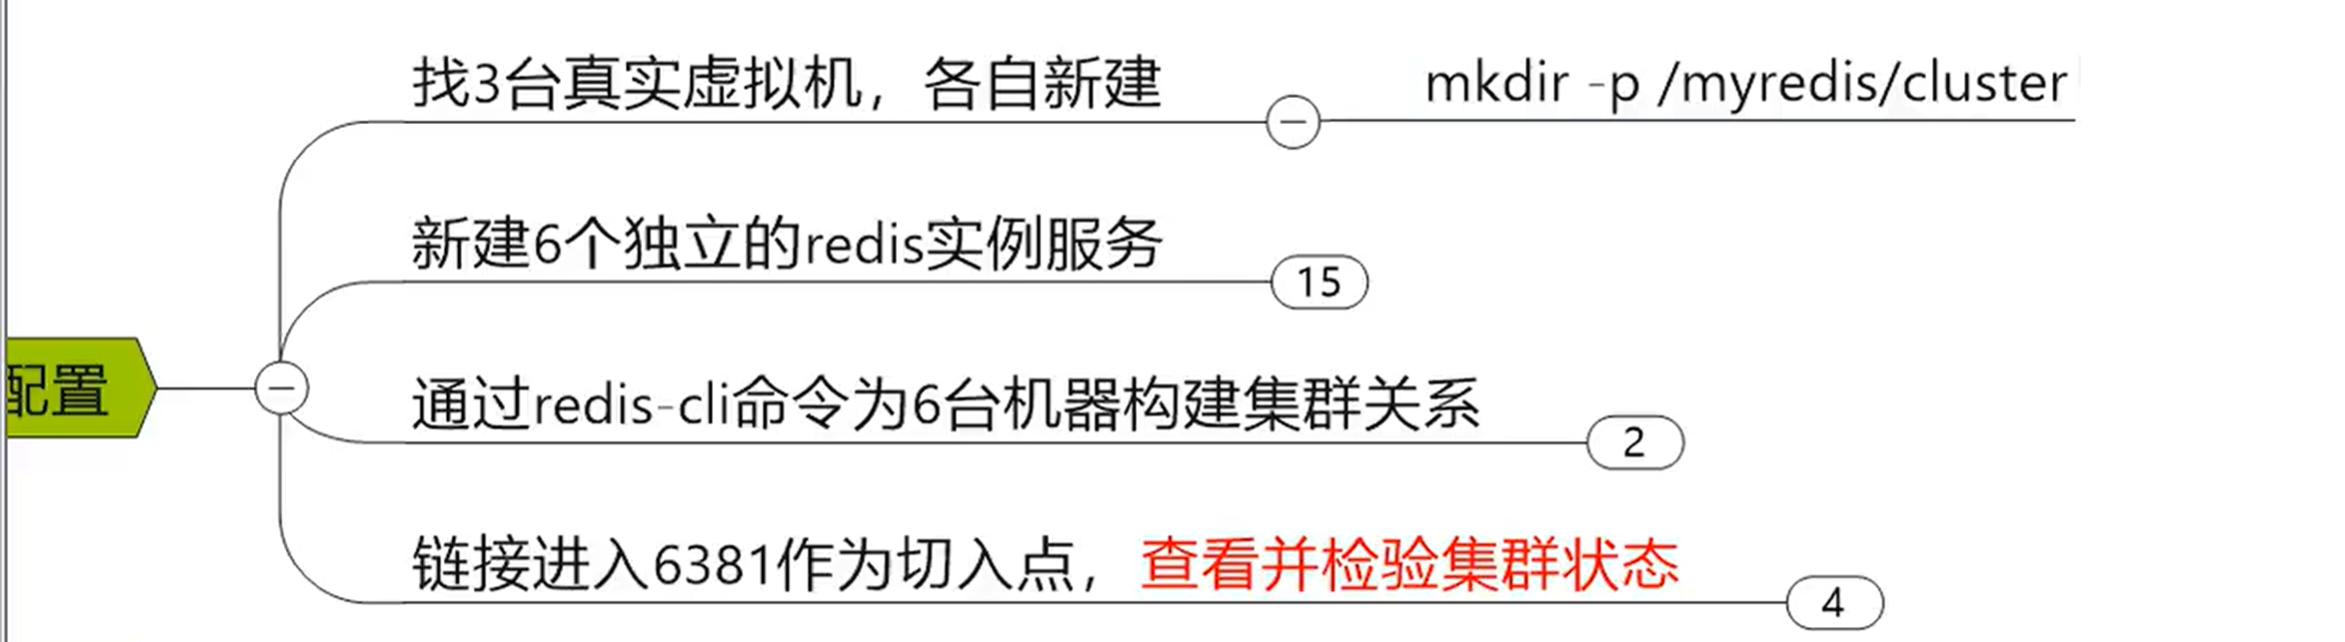 找3台真实虚拟机，各自新建
mkdir -p /myredis/cluster
新建6个独立的redis实例服务
15
配置
通过redis-cli命令为6台机器构建集群关系
2
链接进入6381作为切入点，查看并检验集群状态
4